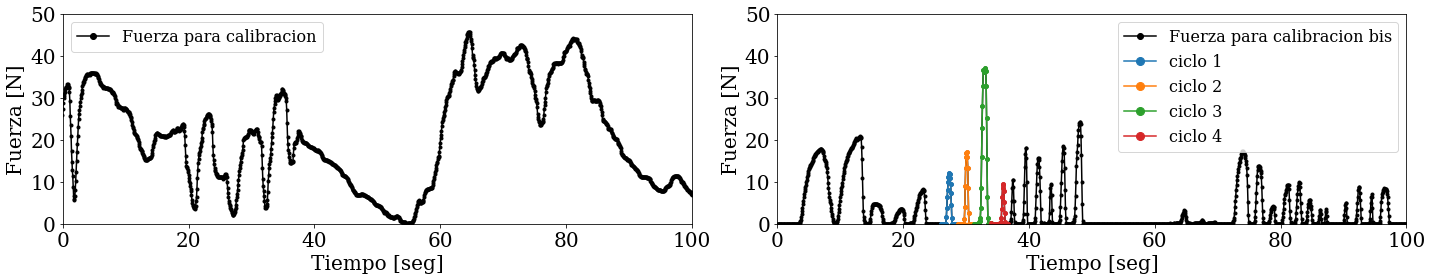 50
40
30
20
10
0
Fuerza [N]
Fuerza para calibracion
0 20 40 60 80 100
Tiempo [seg]
50
40
30
20
10
0
Fuerza [N]
Fuerza para calibracion bis
ciclo 1
ciclo 2
ciclo 3
ciclo 4
0 20 40 60 80 100
Tiempo [seg]